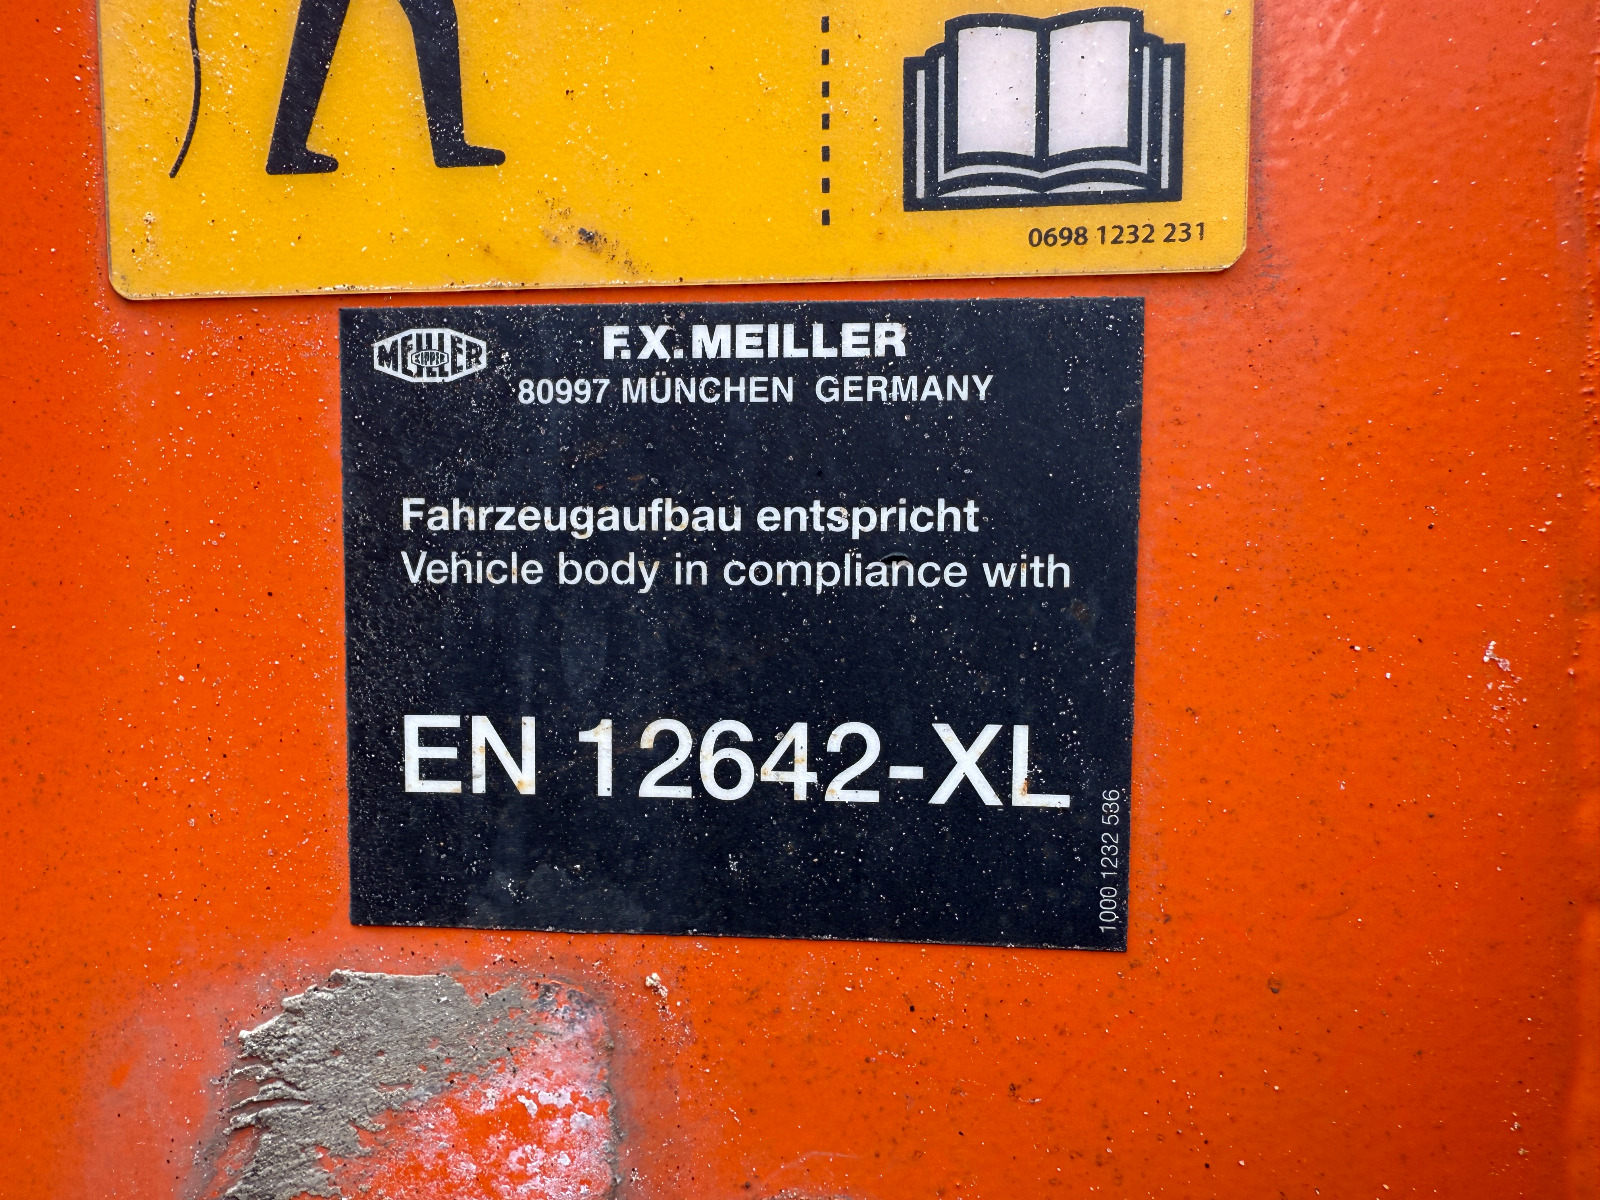 0698 1232 231
MEILLER
KIPPER
F.X. MEILLER
80997 MÜNCHEN GERMANY
Fahrzeugaufbau entspricht
Vehicle body in compliance with
EN 12642-XL
1000 1232 536